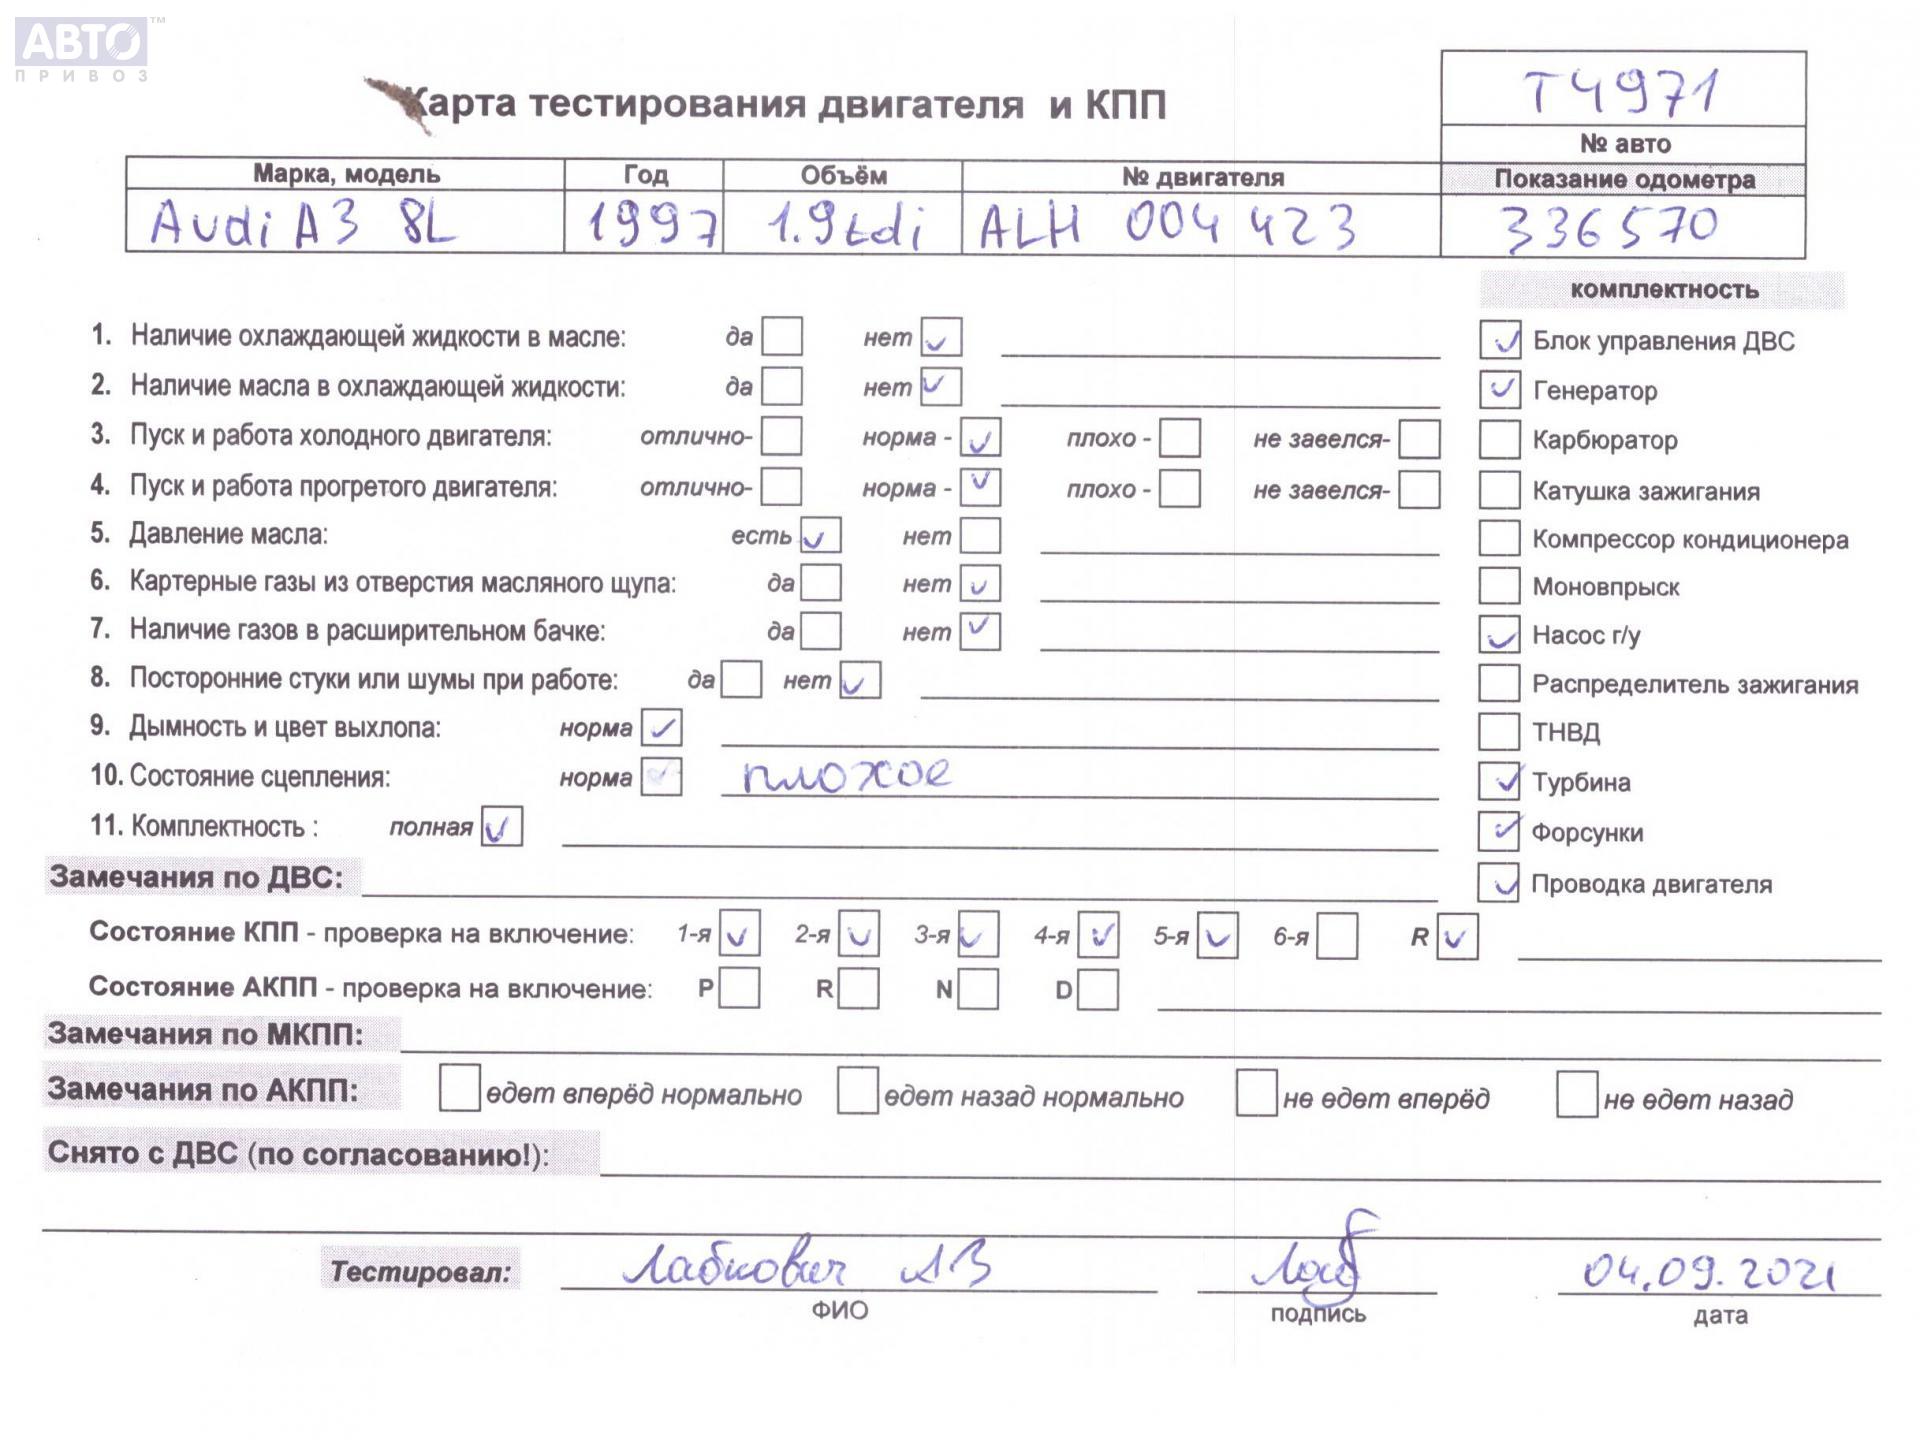 АВТО™
ПРИВОЗ
Карта тестирования двигателя и КПП
Т4971
№ авто
Марка, модель Год Объём № двигателя Показание одометра
Audi A3 8L 1997 1.9tdi ALH 004423 336570
комплектность
1. Наличие охлаждающей жидкости в масле: да нет Блок управления ДВС
2. Наличие масла в охлаждающей жидкости: да нет Генератор
3. Пуск и работа холодного двигателя: отлично- норма - плохо - не завелся- Карбюратор
4. Пуск и работа прогретого двигателя: отлично- норма - плохо - не завелся- Катушка зажигания
5. Давление масла: есть нет Компрессор кондиционера
6. Картерные газы из отверстия масляного щупа: да нет Моновпрыск
7. Наличие газов в расширительном бачке: да нет Насос г/у
8. Посторонние стуки или шумы при работе: да нет Распределитель зажигания
9. Дымность и цвет выхлопа: норма ТНВД
10. Состояние сцепления: норма плохое Турбина
11. Комплектность : полная Форсунки
Замечания по ДВС: Проводка двигателя
Состояние КПП - проверка на включение: 1-я 2-я 3-я 4-я 5-я 6-я R
Состояние АКПП - проверка на включение: P R N D
Замечания по МКПП:
Замечания по АКПП: едет вперёд нормально едет назад нормально не едет вперёд не едет назад
Снято с ДВС (по согласованию!):
Тестировал: Лабкович АВ Лаб 04.09.2021
ФИО подпись дата